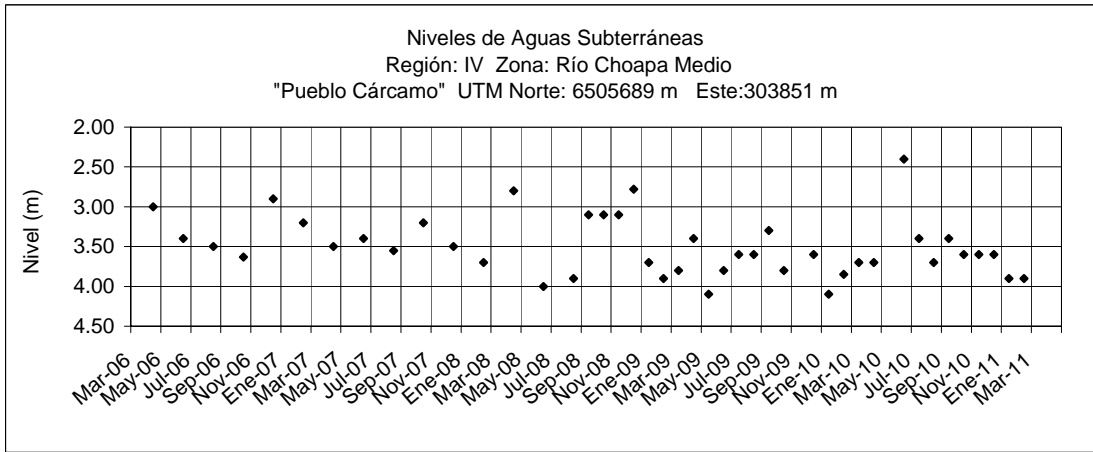 Niveles de Aguas Subterráneas
Región: IV  Zona: Río Choapa Medio
"Pueblo Cárcamo"  UTM Norte: 6505689 m   Este:303851 m
Nivel (m)
2.00
2.50
3.00
3.50
4.00
4.50
Mar-06
May-06
Jul-06
Sep-06
Nov-06
Ene-07
Mar-07
May-07
Jul-07
Sep-07
Nov-07
Ene-08
Mar-08
May-08
Jul-08
Sep-08
Nov-08
Ene-09
Mar-09
May-09
Jul-09
Sep-09
Nov-09
Ene-10
Mar-10
May-10
Jul-10
Sep-10
Nov-10
Ene-11
Mar-11